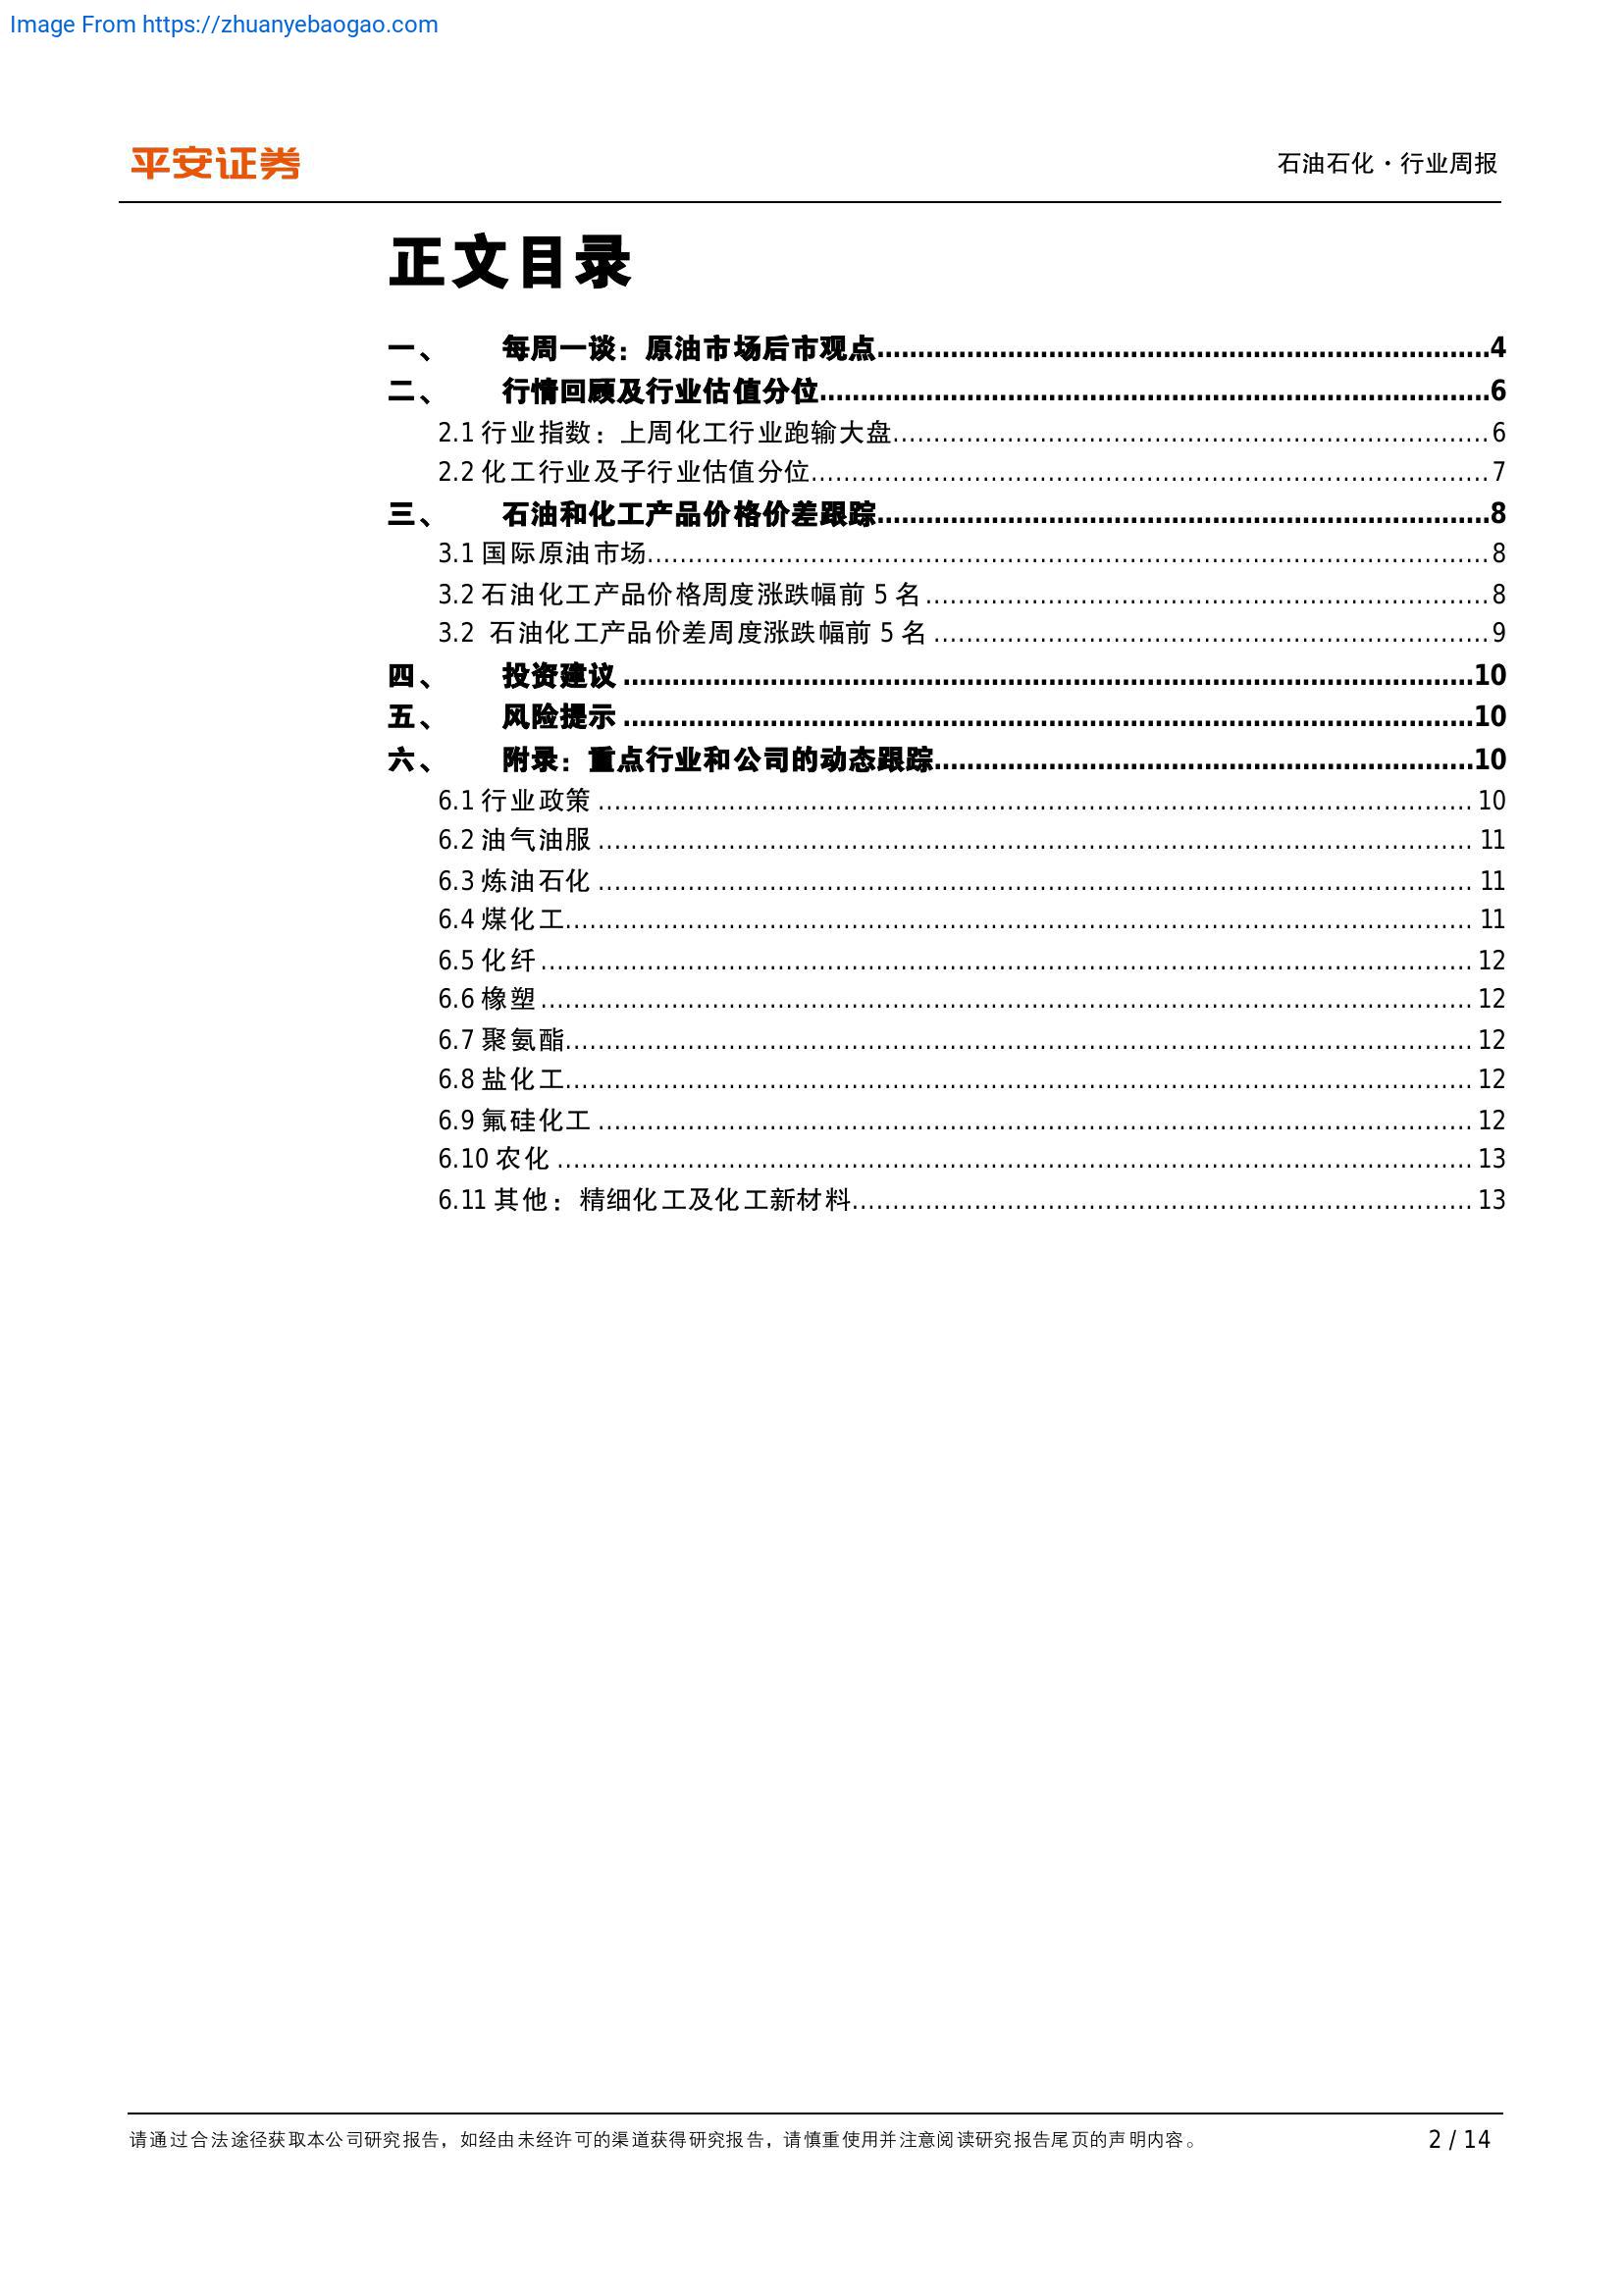 Image From https://zhuanyebaogao.com
平安证券
石油石化·行业周报
正文目录
一、 每周一谈：原油市场后市观点 4
二、 行情回顾及行业估值分位 6
2.1 行业指数：上周化工行业跑输大盘 6
2.2 化工行业及子行业估值分位 7
三、 石油和化工产品价格价差跟踪 8
3.1 国际原油市场 8
3.2 石油化工产品价格周度涨跌幅前 5 名 8
3.2 石油化工产品价差周度涨跌幅前 5 名 9
四、 投资建议 10
五、 风险提示 10
六、 附录：重点行业和公司的动态跟踪 10
6.1 行业政策 10
6.2 油气油服 11
6.3 炼油石化 11
6.4 煤化工 11
6.5 化纤 12
6.6 橡塑 12
6.7 聚氨酯 12
6.8 盐化工 12
6.9 氟硅化工 12
6.10 农化 13
6.11 其他：精细化工及化工新材料 13
请通过合法途径获取本公司研究报告，如经由未经许可的渠道获得研究报告，请慎重使用并注意阅读研究报告尾页的声明内容。
2 / 14